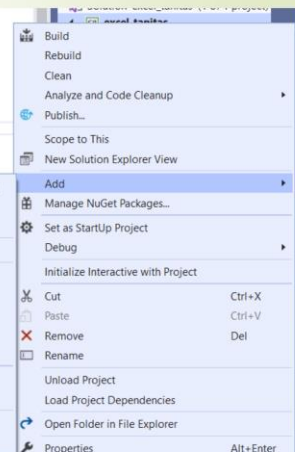 excel_tanitas
Build
Rebuild
Clean
Analyze and Code Cleanup
Publish...
Scope to This
New Solution Explorer View
Add
Manage NuGet Packages...
Set as StartUp Project
Debug
Initialize Interactive with Project
Cut Ctrl+X
Paste Ctrl+V
Remove Del
Rename
Unload Project
Load Project Dependencies
Open Folder in File Explorer
Properties Alt+Enter